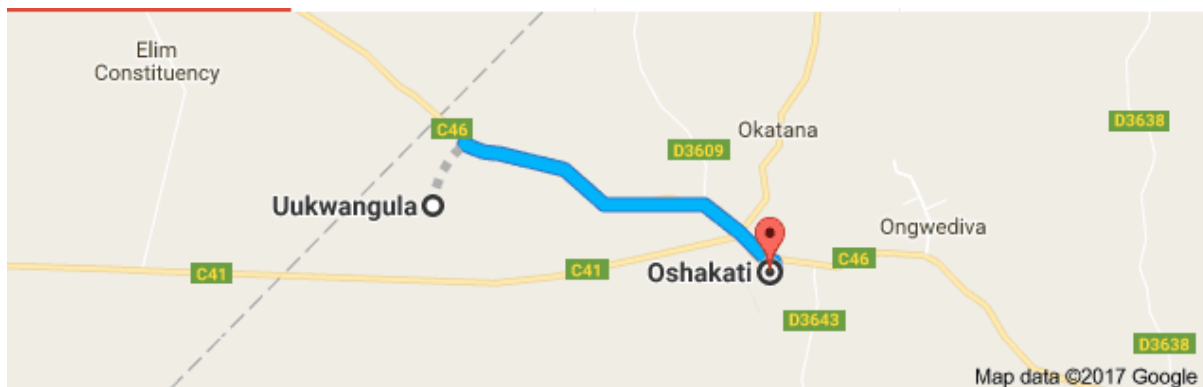 Elim
Constituency
C46
Okatana
D3638
D3609
Uukwangula
Ongwediva
C46
C41
C41
Oshakati
D3643
D3638
Map data ©2017 Google